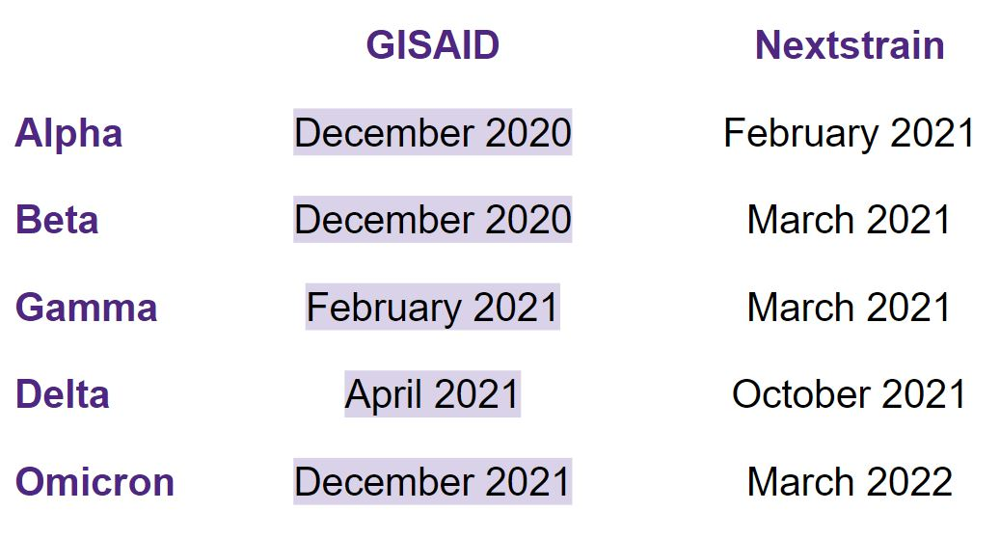 GISAID Nextstrain
Alpha December 2020 February 2021
Beta December 2020 March 2021
Gamma February 2021 March 2021
Delta April 2021 October 2021
Omicron December 2021 March 2022